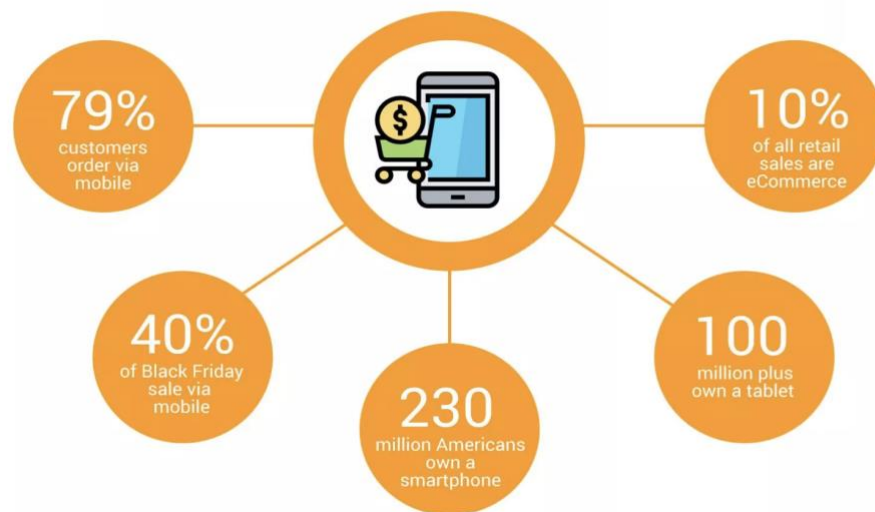 79%
customers
order via
mobile
10%
of all retail
sales are
eCommerce
40%
of Black Friday
sale via
mobile
230
million Americans
own a
smartphone
100
million plus
own a tablet
$